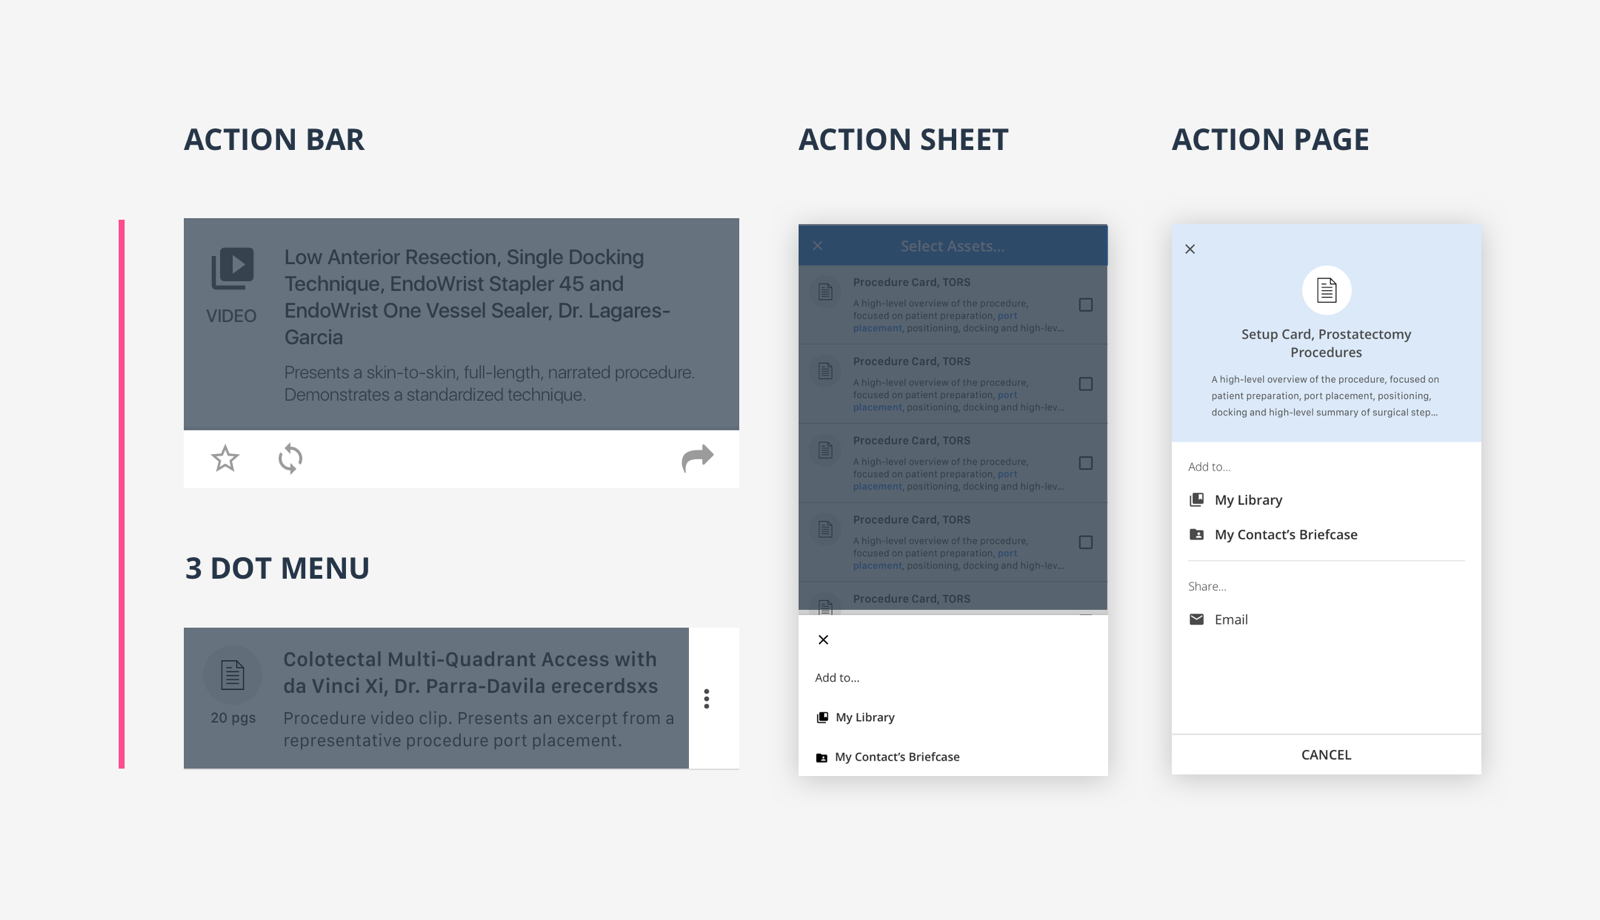 ACTION BAR
Low Anterior Resection, Single Docking
Technique, EndoWrist Stapler 45 and
EndoWrist One Vessel Sealer, Dr. Lagares-
Garcia
VIDEO
Presents a skin-to-skin, full-length, narrated procedure.
Demonstrates a standardized technique.
3 DOT MENU
Colotectal Multi-Quadrant Access with
da Vinci Xi, Dr. Parra-Davila erecerdsxs
20 pgs
Procedure video clip. Presents an excerpt from a
representative procedure port placement.
ACTION SHEET
Select Assets...
Procedure Card, TORS
A high-level overview of the procedure,
focused on patient preparation, port
placement, positioning, docking and high-lev...
Procedure Card, TORS
A high-level overview of the procedure,
focused on patient preparation, port
placement, positioning, docking and high-lev...
Procedure Card, TORS
A high-level overview of the procedure,
focused on patient preparation, port
placement, positioning, docking and high-lev...
Procedure Card, TORS
A high-level overview of the procedure,
focused on patient preparation, port
placement, positioning, docking and high-lev...
Procedure Card, TORS
Add to...
My Library
My Contact's Briefcase
ACTION PAGE
Setup Card, Prostatectomy
Procedures
A high-level overview of the procedure, focused on
patient preparation, port placement, positioning,
docking and high-level summary of surgical step...
Add to...
My Library
My Contact's Briefcase
Share...
Email
CANCEL